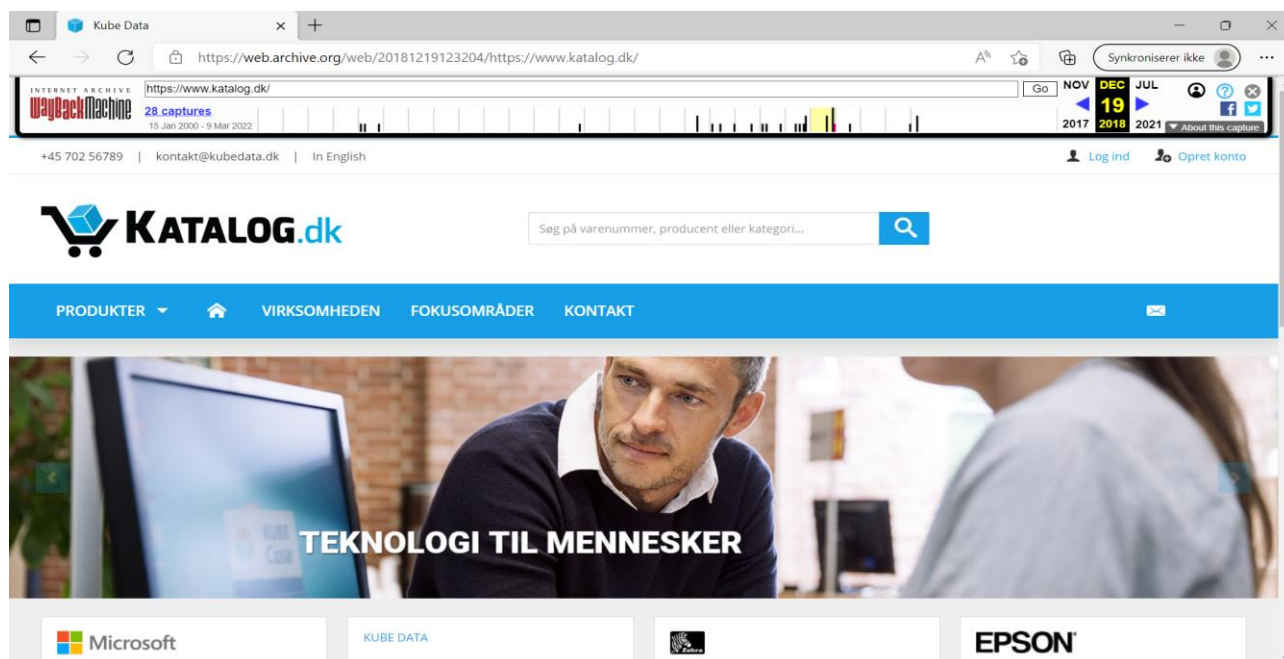 Kube Data
https://web.archive.org/web/20181219123204/https://www.katalog.dk/
Synkroniserer ikke
INTERNET ARCHIVE
WayBackMachine
https://www.katalog.dk/
Go
NOV DEC JUL
28 captures
19
15 Jan 2000 - 9 Mar 2022
2017 2018 2021
About this capture
+45 702 56789 | kontakt@kubedata.dk | In English
Log ind
Opret konto
KATALOG.dk
Søg på varenummer, producent eller kategori...
PRODUKTER
VIRKSOMHEDEN
FOKUSOMRÅDER
KONTAKT
KUBE
Case
TEKNOLOGI TIL MENNESKER
Microsoft
KUBE DATA
Zebra
EPSON